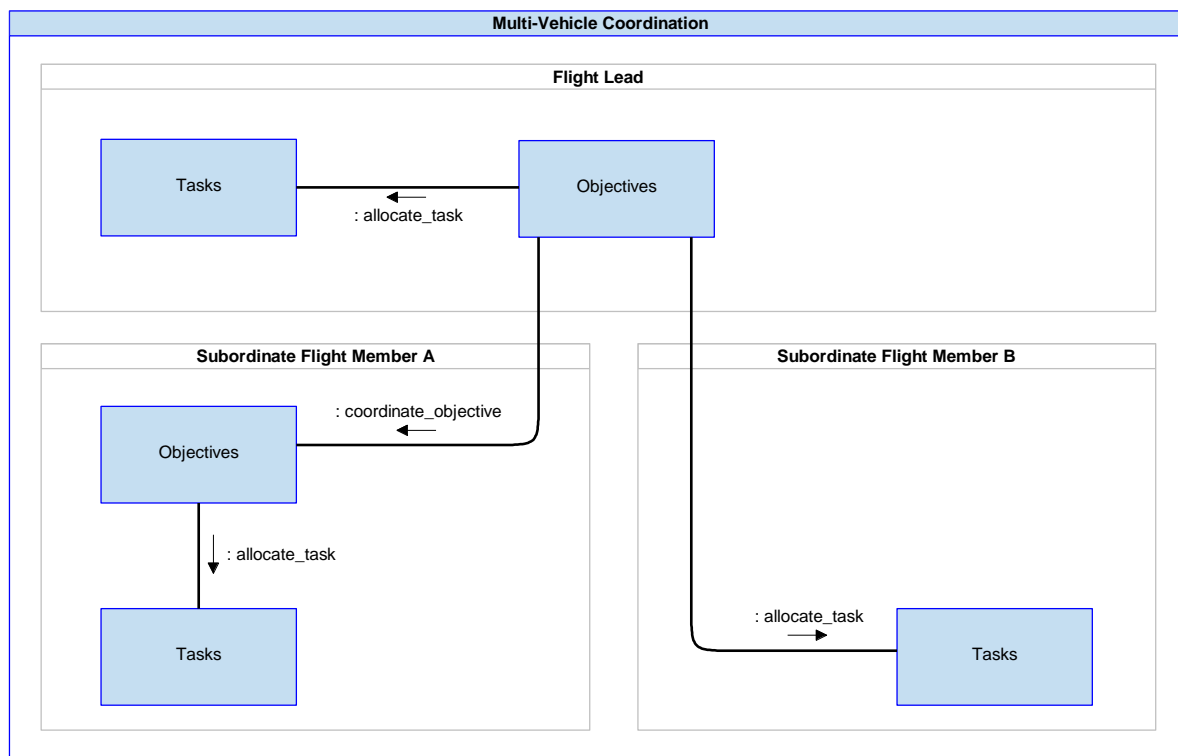 Multi-Vehicle Coordination
Flight Lead
Tasks
Objectives
: allocate_task
Subordinate Flight Member A
Subordinate Flight Member B
: coordinate_objective
Objectives
: allocate_task
: allocate_task
Tasks
Tasks